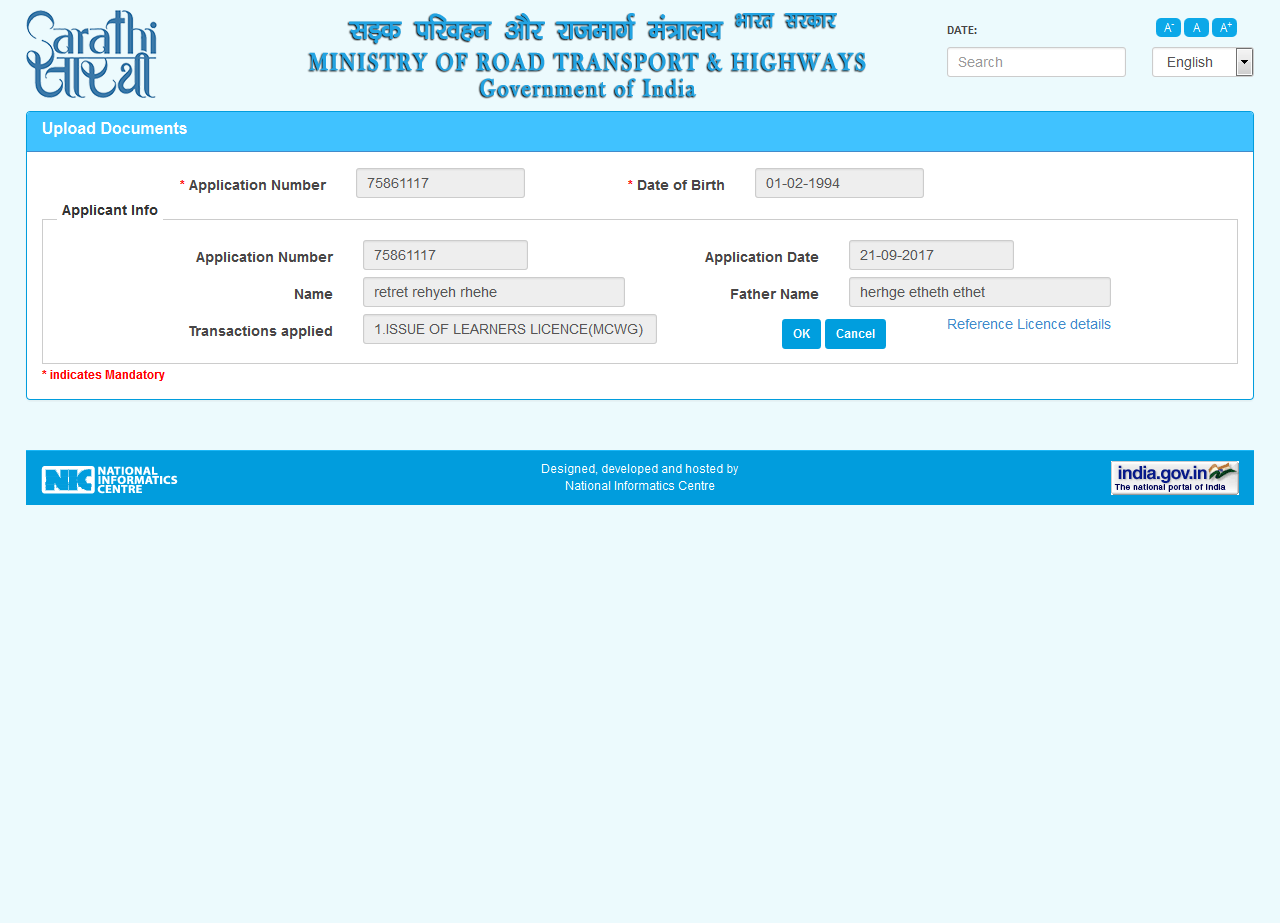 Sarathi
सारथी
सड़क परिवहन और राजमार्ग मंत्रालय भारत सरकार
MINISTRY OF ROAD TRANSPORT & HIGHWAYS
Government of India
DATE:
A- A A+
Search English
Upload Documents
* Application Number 75861117 * Date of Birth 01-02-1994
Applicant Info
Application Number 75861117 Application Date 21-09-2017
Name retret rehyeh rhehe Father Name herhge etheth ethet
Transactions applied 1.ISSUE OF LEARNERS LICENCE(MCWG) OK Cancel Reference Licence details
* indicates Mandatory
NIC NATIONAL
INFORMATICS
CENTRE
Designed, developed and hosted by
National Informatics Centre
india.gov.in
The national portal of India